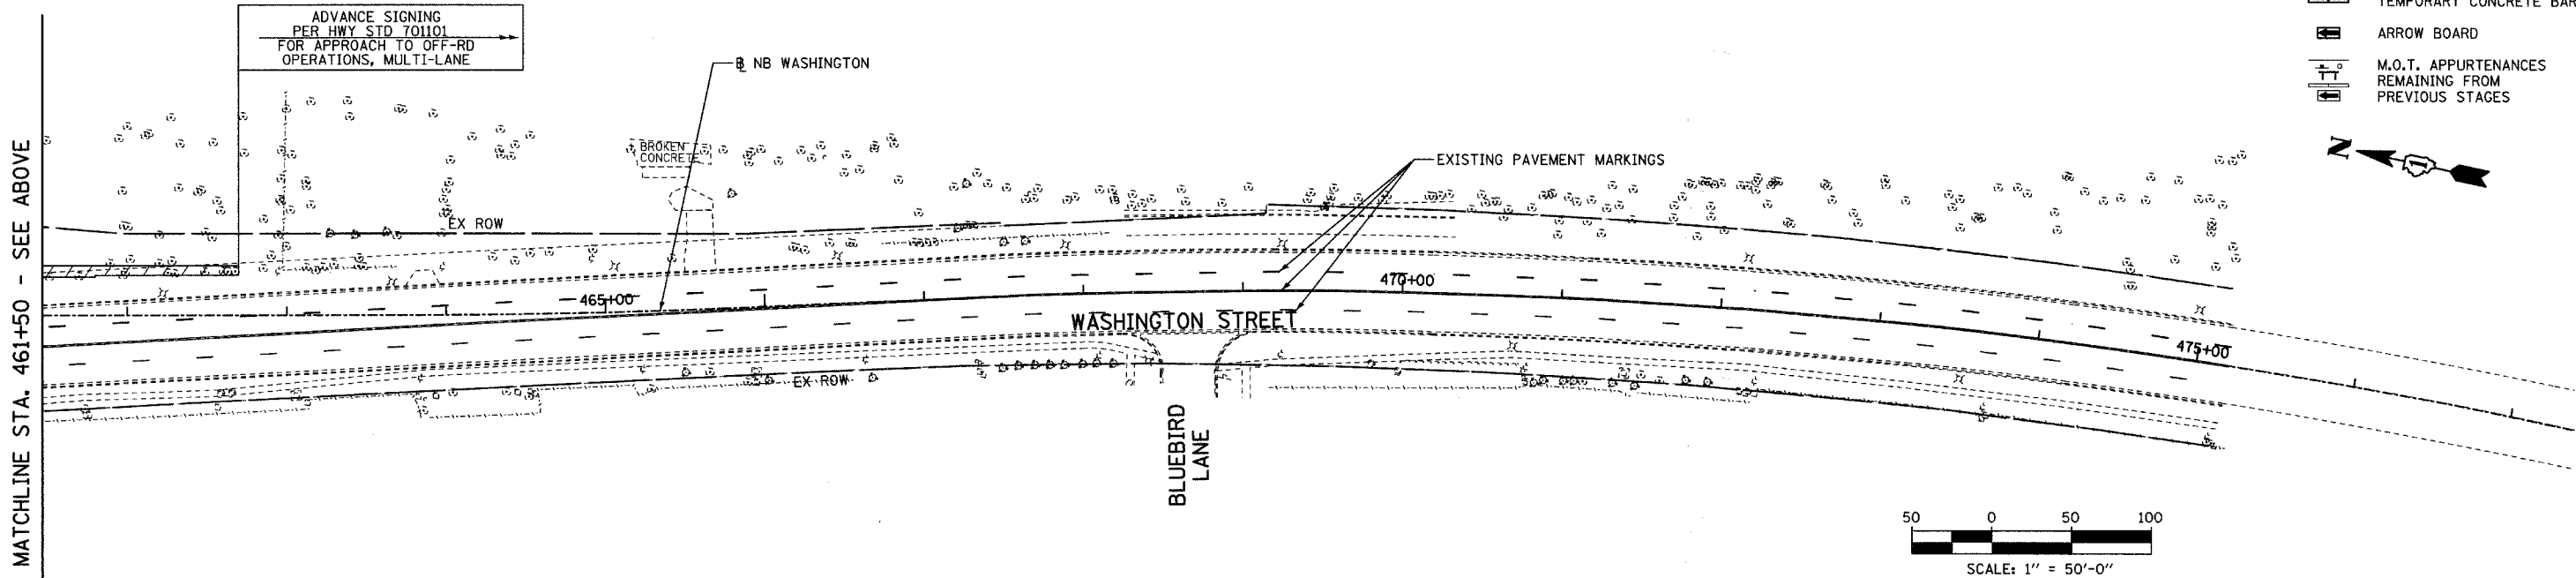 ADVANCE SIGNING
PER HWY STD 701101
FOR APPROACH TO OFF-RD
OPERATIONS, MULTI-LANE
NB WASHINGTON
BROKEN
CONCRETE
EXISTING PAVEMENT MARKINGS
TEMPORARY CONCRETE BAR
ARROW BOARD
M.O.T. APPURTENANCES
REMAINING FROM
PREVIOUS STAGES
N
1
MATCHLINE STA. 461+50 - SEE ABOVE
EX ROW
465+00
470+00
WASHINGTON STREET
475+00
EX ROW
BLUEBIRD
LANE
50 0 50 100
SCALE: 1" = 50'-0"